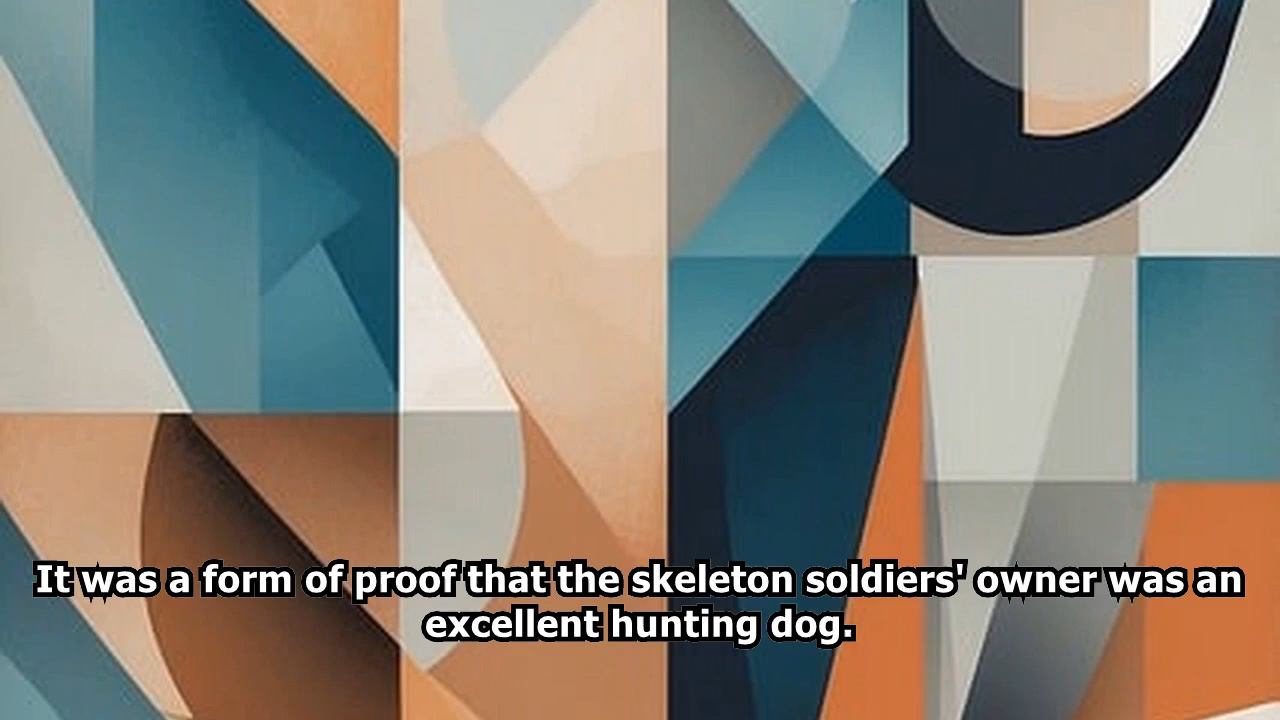 It was a form of proof that the skeleton soldiers' owner was an
excellent hunting dog.